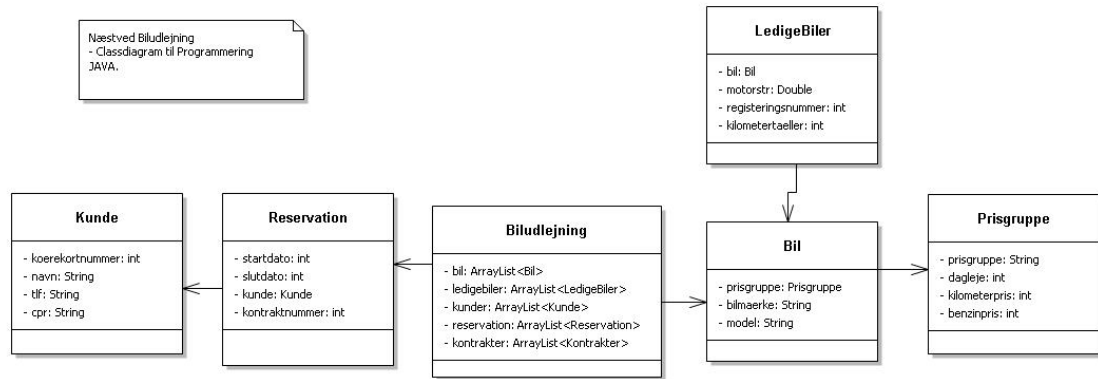 Næstved Biludlejning
- Classdiagram til Programmering
JAVA.
LedigeBiler
- bil: Bil
- motorstr: Double
- registeringsnummer: int
- kilometertaeller: int
Kunde
- koerekortnummer: int
- navn: String
- tlf: String
- cpr: String
Reservation
- startdato: int
- slutdato: int
- kunde: Kunde
- kontraktnummer: int
Biludlejning
- bil: ArrayList<Bil>
- ledigebiler: ArrayList<LedigeBiler>
- kunder: ArrayList<Kunde>
- reservation: ArrayList<Reservation>
- kontrakter: ArrayList<Kontrakter>
Bil
- prisgruppe: Prisgruppe
- bilmaerke: String
- model: String
Prisgruppe
- prisgruppe: String
- dagleje: int
- kilometerpris: int
- benzinpris: int